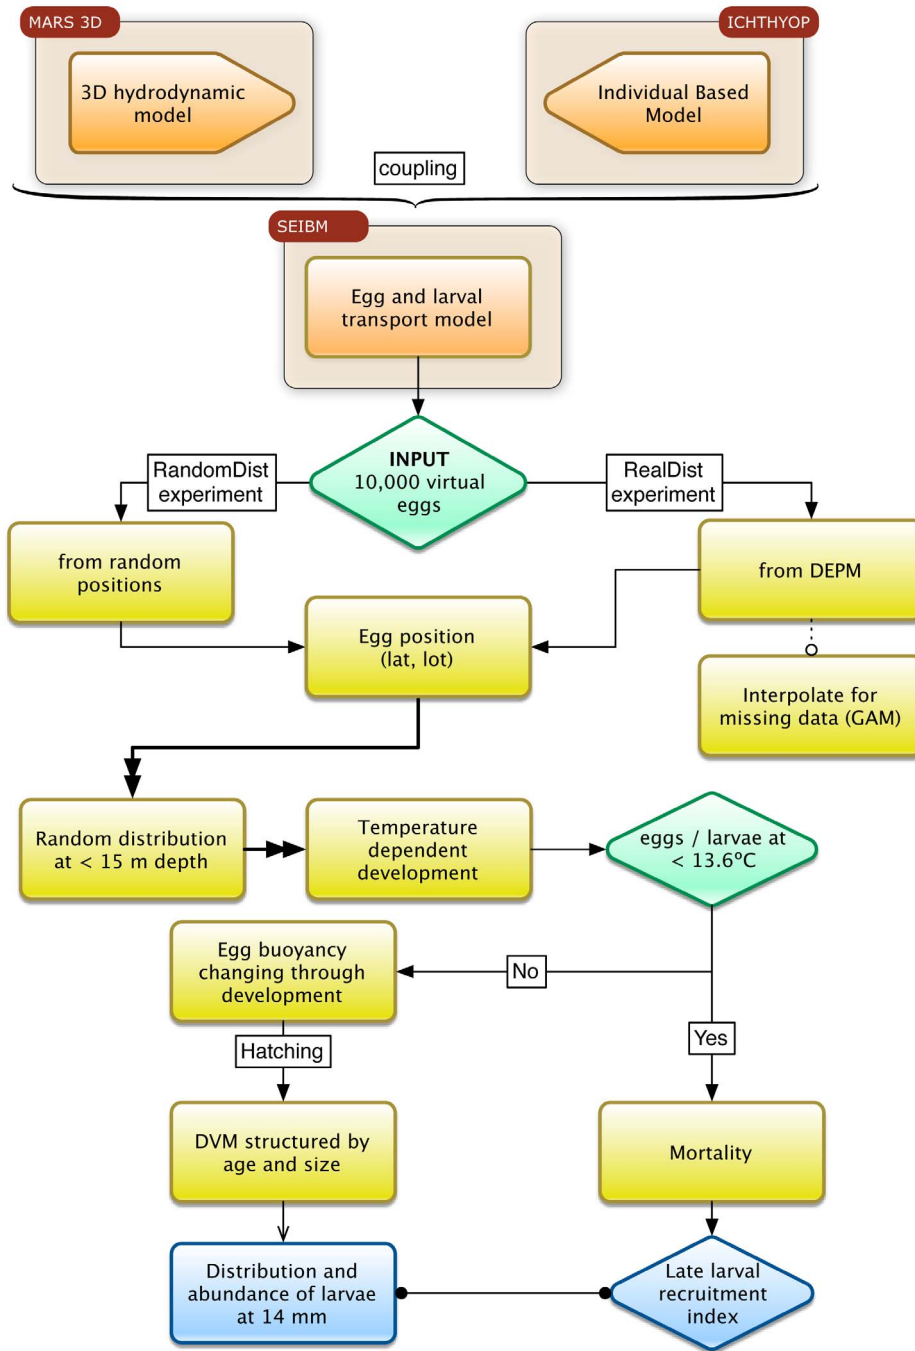 MARS 3D
ICHTHYOP
3D hydrodynamic
model
Individual Based
Model
coupling
SEIBM
Egg and larval
transport model
INPUT
10,000 virtual
eggs
RandomDist
experiment
RealDist
experiment
from random
positions
from DEPM
Egg position
(lat, lot)
Interpolate for
missing data (GAM)
Random distribution
at < 15 m depth
Temperature
dependent
development
eggs / larvae at
< 13.6ºC
Egg buoyancy
changing through
development
No
Hatching
Yes
DVM structured by
age and size
Mortality
Distribution and
abundance of larvae
at 14 mm
Late larval
recruitment
index